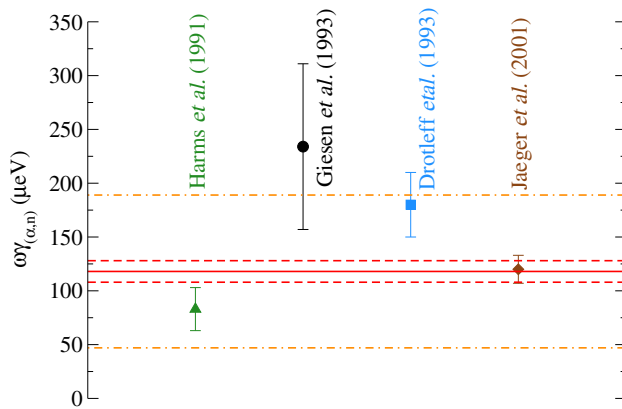 350
300
250
200
150
100
50
0
ωγ(α,n) (μeV)
Harms et al. (1991)
Giesen et al. (1993)
Drotleff etal. (1993)
Jaeger et al. (2001)